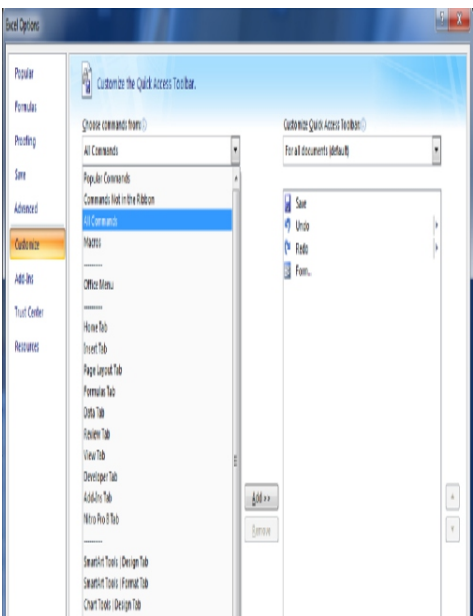 Excel Options
Popular
Formulas
Proofing
Save
Advanced
Customize
Add-Ins
Trust Center
Resources
Customize the Quick Access Toolbar.
Choose commands from:
All Commands
Popular Commands
Commands Not in the Ribbon
All Commands
Macros
----------
Office Menu
----------
Home Tab
Insert Tab
Page Layout Tab
Formulas Tab
Data Tab
Review Tab
View Tab
Developer Tab
Add-Ins Tab
Nitro Pro 8 Tab
----------
SmartArt Tools | Design Tab
SmartArt Tools | Format Tab
Chart Tools | Design Tab
Customize Quick Access Toolbar:
For all documents (default)
Save
Undo
Redo
Form...
Add >>
Remove